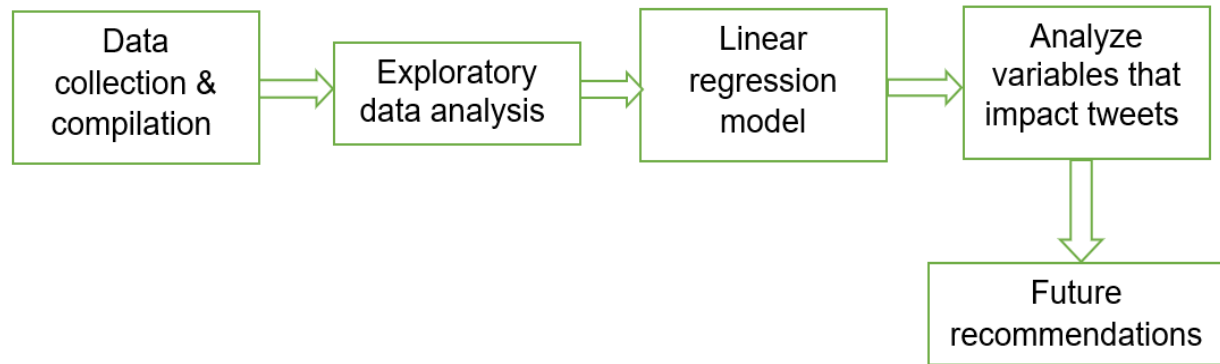 Data
collection &
compilation
Exploratory
data analysis
Linear
regression
model
Analyze
variables that
impact tweets
Future
recommendations